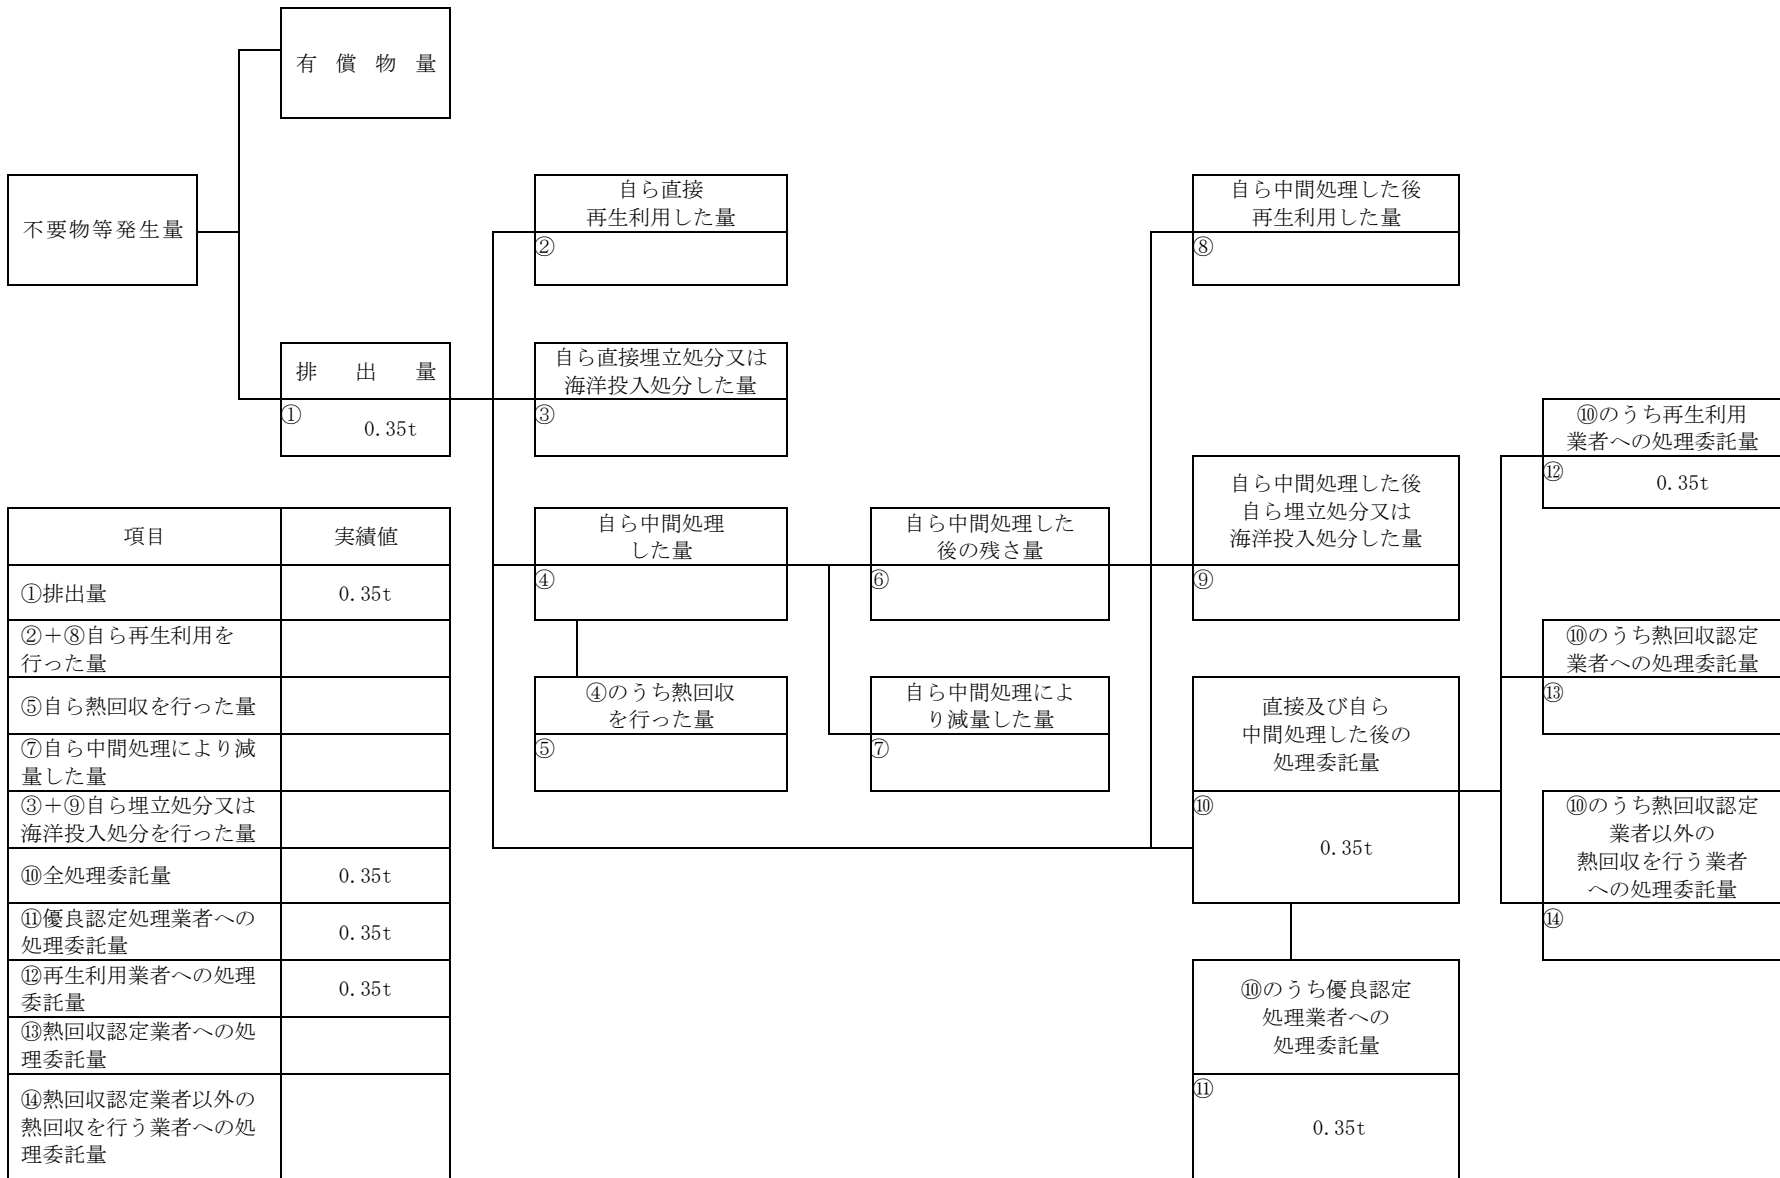 有償物量
不要物等発生量
自ら直接
再生利用した量
②
自ら中間処理した後
再生利用した量
⑧
排出量
①
0.35t
自ら直接埋立処分又は
海洋投入処分した量
③
⑩のうち再生利用
業者への処理委託量
⑫
0.35t
自ら中間処理
した量
④
自ら中間処理した
後の残さ量
⑥
自ら中間処理した後
自ら埋立処分又は
海洋投入処分した量
⑨
⑩のうち熱回収認定
業者への処理委託量
⑬
④のうち熱回収
を行った量
⑤
自ら中間処理によ
り減量した量
⑦
直接及び自ら
中間処理した後の
処理委託量
⑩
0.35t
⑩のうち熱回収認定
業者以外の
熱回収を行う業者
への処理委託量
⑭
⑩のうち優良認定
処理業者への
処理委託量
⑪
0.35t
項目 実績値
①排出量 0.35t
②+⑧自ら再生利用を
行った量
⑤自ら熱回収を行った量
⑦自ら中間処理により減
量した量
③+⑨自ら埋立処分又は
海洋投入処分を行った量
⑩全処理委託量 0.35t
⑪優良認定処理業者への
処理委託量 0.35t
⑫再生利用業者への処理
委託量 0.35t
⑬熱回収認定業者への処
理委託量
⑭熱回収認定業者以外の
熱回収を行う業者への処
理委託量